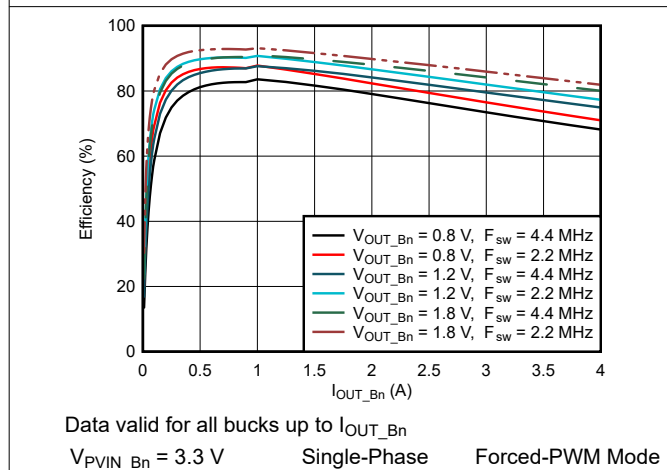 100
80
60
40
20
0
Efficiency (%)
V_OUT_Bn = 0.8 V, F_sw = 4.4 MHz
V_OUT_Bn = 0.8 V, F_sw = 2.2 MHz
V_OUT_Bn = 1.2 V, F_sw = 4.4 MHz
V_OUT_Bn = 1.2 V, F_sw = 2.2 MHz
V_OUT_Bn = 1.8 V, F_sw = 4.4 MHz
V_OUT_Bn = 1.8 V, F_sw = 2.2 MHz
0 0.5 1 1.5 2 2.5 3 3.5 4
I_OUT_Bn (A)
Data valid for all bucks up to I_OUT_Bn
V_PVIN_Bn = 3.3 V Single-Phase Forced-PWM Mode